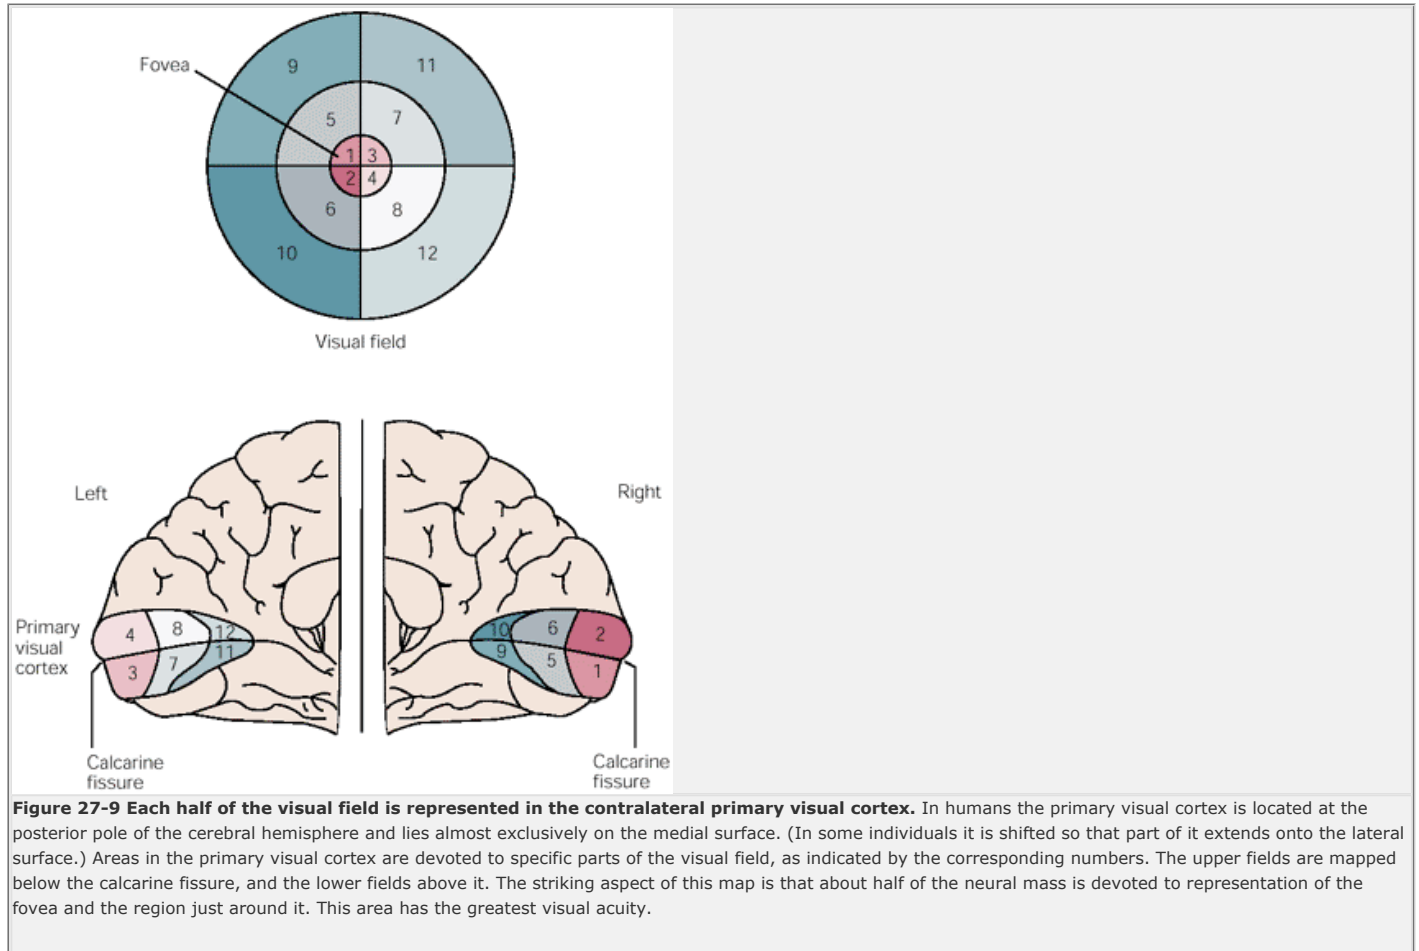 Fovea
9
11
5
7
1
3
2
4
6
8
10
12
Visual field
Left
Right
Primary
visual
cortex
4
8
12
3
7
11
10
6
2
9
5
1
Calcarine
fissure
Calcarine
fissure
Figure 27-9 Each half of the visual field is represented in the contralateral primary visual cortex. In humans the primary visual cortex is located at the
posterior pole of the cerebral hemisphere and lies almost exclusively on the medial surface. (In some individuals it is shifted so that part of it extends onto the lateral
surface.) Areas in the primary visual cortex are devoted to specific parts of the visual field, as indicated by the corresponding numbers. The upper fields are mapped
below the calcarine fissure, and the lower fields above it. The striking aspect of this map is that about half of the neural mass is devoted to representation of the
fovea and the region just around it. This area has the greatest visual acuity.